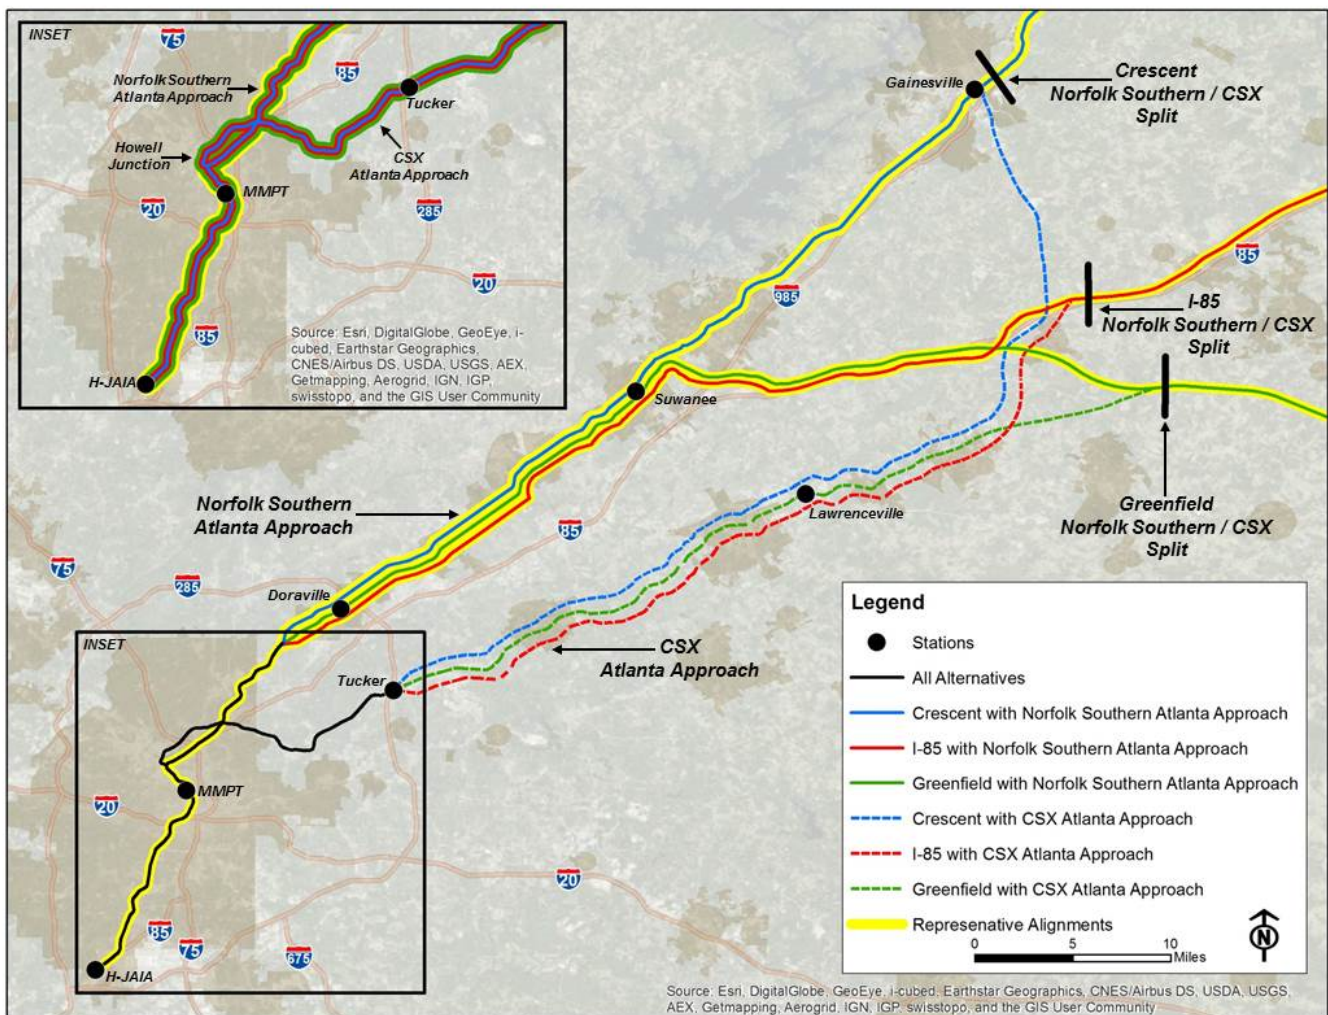 INSET
75
Norfolk Southern
Atlanta Approach
85
Tucker
Howell
Junction
CSX
Atlanta Approach
MMPT
20
285
20
85
H-JAIA
Source: Esri, DigitalGlobe, GeoEye, i-
cubed, Earthstar Geographics,
CNES/Airbus DS, USDA, USGS, AEX,
Getmapping, Aerogrid, IGN, IGP,
swisstopo, and the GIS User Community
Gainesville
Crescent
Norfolk Southern / CSX
Split
985
85
I-85
Norfolk Southern / CSX
Split
Suwanee
Norfolk Southern
Atlanta Approach
Lawrenceville
Greenfield
Norfolk Southern / CSX
Split
85
75
285
Doraville
INSET
Tucker
CSX
Atlanta Approach
MMPT
20
20
85
75
675
H-JAIA
Legend
Stations
All Alternatives
Crescent with Norfolk Southern Atlanta Approach
I-85 with Norfolk Southern Atlanta Approach
Greenfield with Norfolk Southern Atlanta Approach
Crescent with CSX Atlanta Approach
I-85 with CSX Atlanta Approach
Greenfield with CSX Atlanta Approach
Represenative Alignments
0 5 10
Miles
N
Source: Esri, DigitalGlobe, GeoEye, i-cubed, Earthstar Geographics, CNES/Airbus DS, USDA, USGS,
AEX, Getmapping, Aerogrid, IGN, IGP, swisstopo, and the GIS User Community